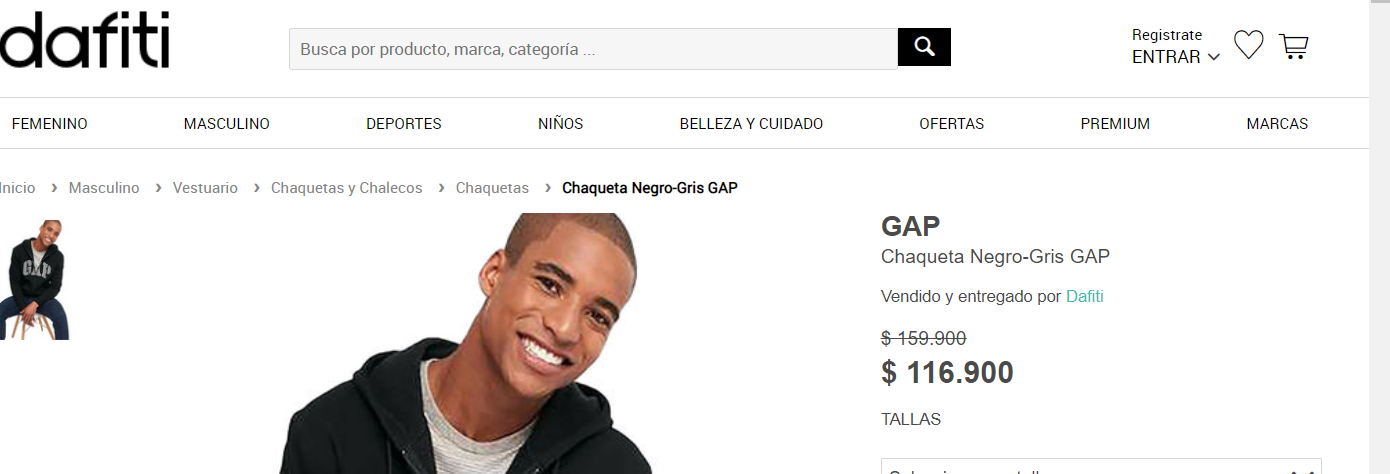 dafiti
Busca por producto, marca, categoría ...
Registrate
ENTRAR
FEMENINO MASCULINO DEPORTES NIÑOS BELLEZA Y CUIDADO OFERTAS PREMIUM MARCAS
Inicio › Masculino › Vestuario › Chaquetas y Chalecos › Chaquetas › Chaqueta Negro-Gris GAP
GAP
GAP
Chaqueta Negro-Gris GAP
Vendido y entregado por Dafiti
$ 159.900
$ 116.900
TALLAS